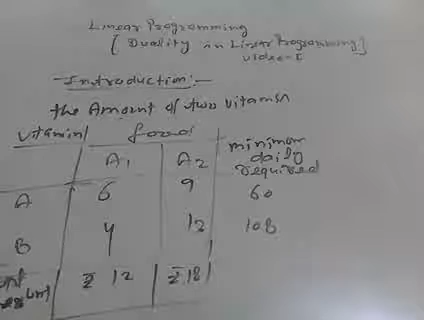 Linear Programming
[ Duality in Linear Programming ]
video-I
-Introduction:-
the Amount of two vitamin
vitamin food minimum daily required
A1 A2
A 6 9 60
B 4 12 108
12 18